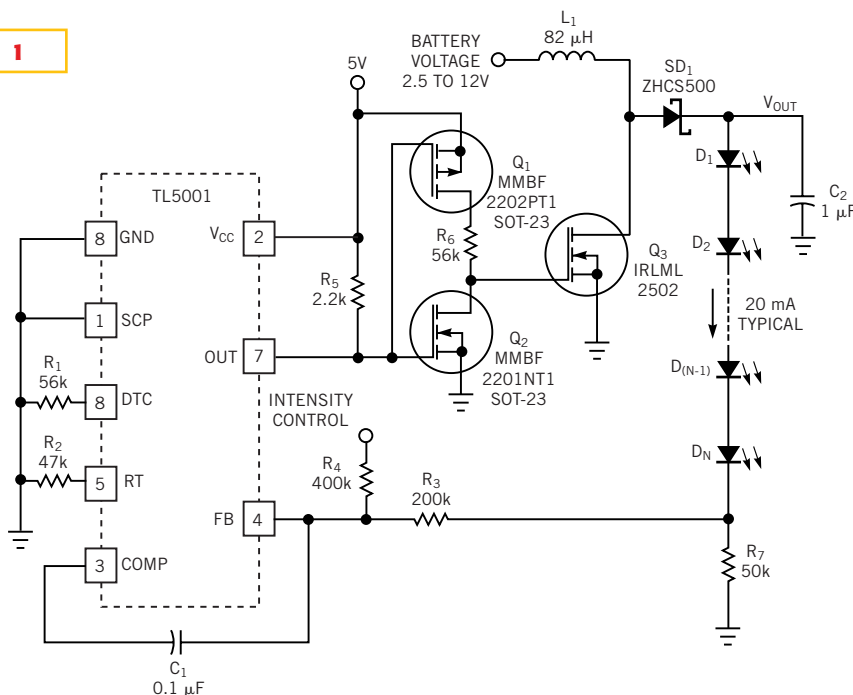 1
BATTERY
VOLTAGE
2.5 TO 12V
L1
82 µH
5V
SD1
ZHCS500
VOUT
D1
C2
1 µF
Q1
MMBF
2202PT1
SOT-23
TL5001
8 GND
VCC 2
R6
56k
D2
Q3
IRLML
2502
R5
2.2k
1 SCP
20 mA
TYPICAL
Q2
MMBF
2201NT1
SOT-23
OUT 7
R1
56k
8 DTC
D(N-1)
INTENSITY
CONTROL
R2
47k
5 RT
R4
400k
R3
200k
DN
FB 4
3 COMP
R7
50k
C1
0.1 µF